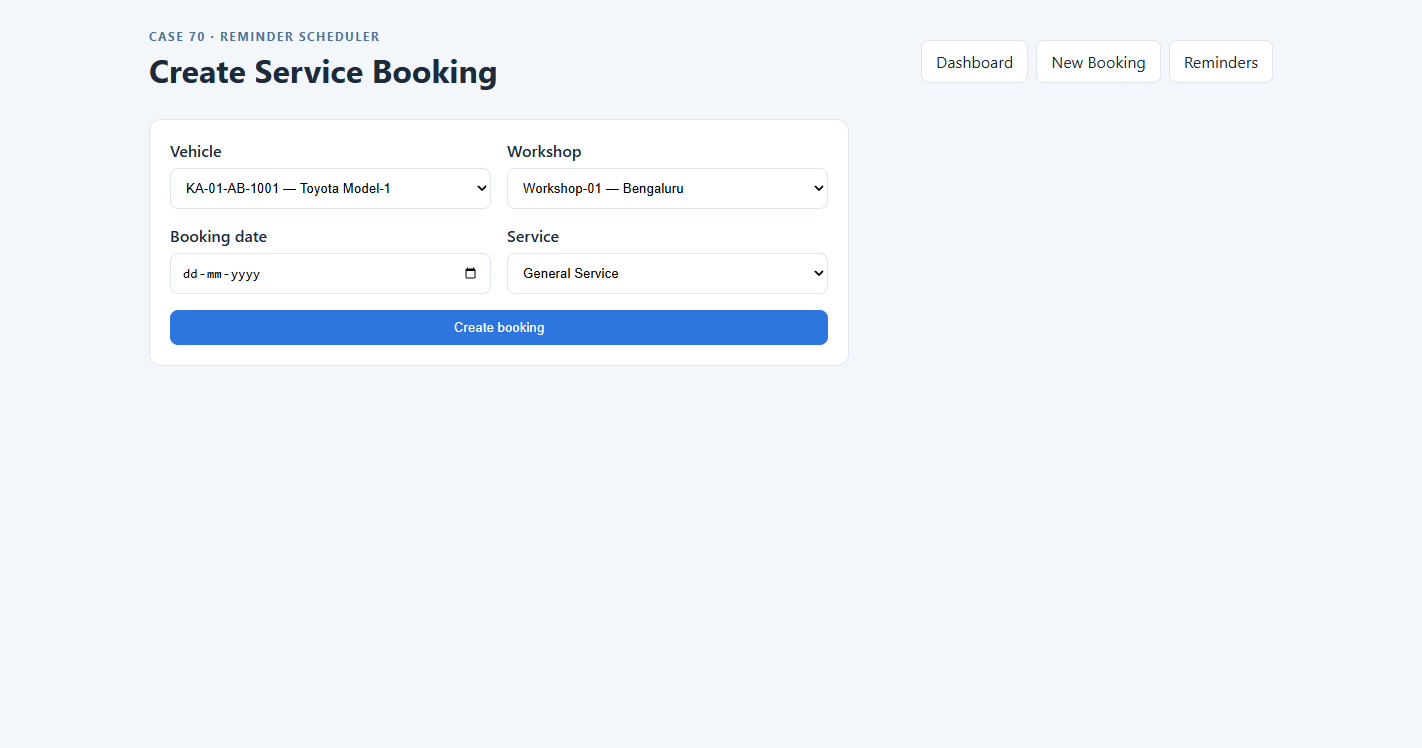 CASE 70 · REMINDER SCHEDULER
Create Service Booking
Dashboard
New Booking
Reminders
Vehicle
Workshop
KA-01-AB-1001 — Toyota Model-1
Workshop-01 — Bengaluru
Booking date
Service
dd-mm-yyyy
General Service
Create booking